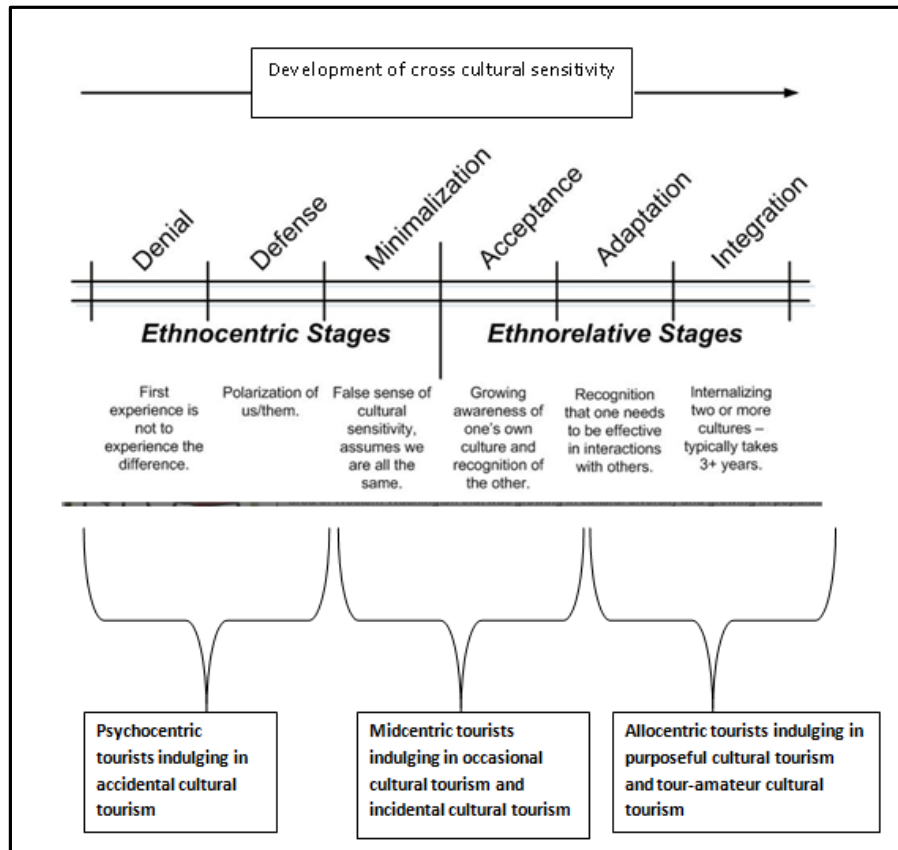 Development of cross cultural sensitivity
Denial
Defense
Minimalization
Acceptance
Adaptation
Integration
Ethnocentric Stages
Ethnorelative Stages
First
experience is
not to
experience the
difference.
Polarization of
us/them.
False sense of
cultural
sensitivity,
assumes we
are all the
same.
Growing
awareness of
one's own
culture and
recognition of
the other.
Recognition
that one needs
to be effective
in interactions
with others.
Internalizing
two or more
cultures –
typically takes
3+ years.
Psychocentric
tourists indulging in
accidental cultural
tourism
Midcentric tourists
indulging in occasional
cultural tourism and
incidental cultural tourism
Allocentric tourists indulging in
purposeful cultural tourism
and tour-amateur cultural
tourism